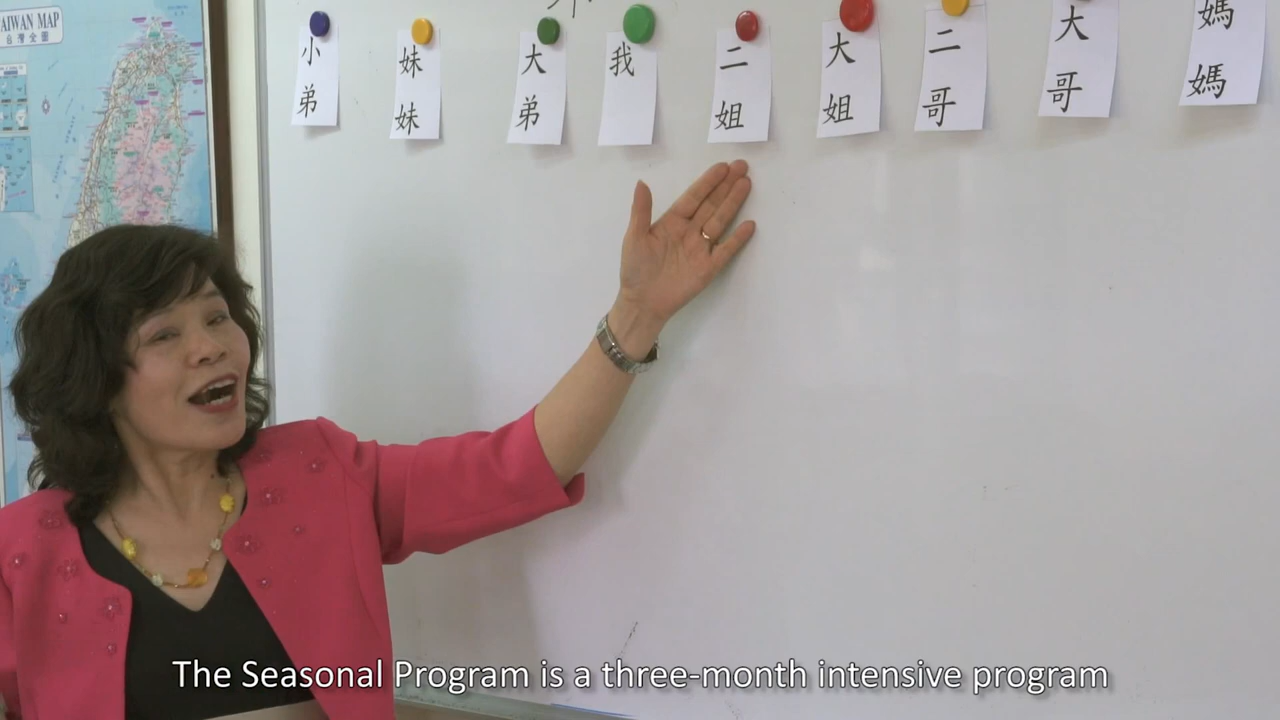 TAIWAN MAP
台灣全圖
小弟
妹妹
大弟
我
二姐
大姐
二哥
大哥
媽媽
The Seasonal Program is a three-month intensive program